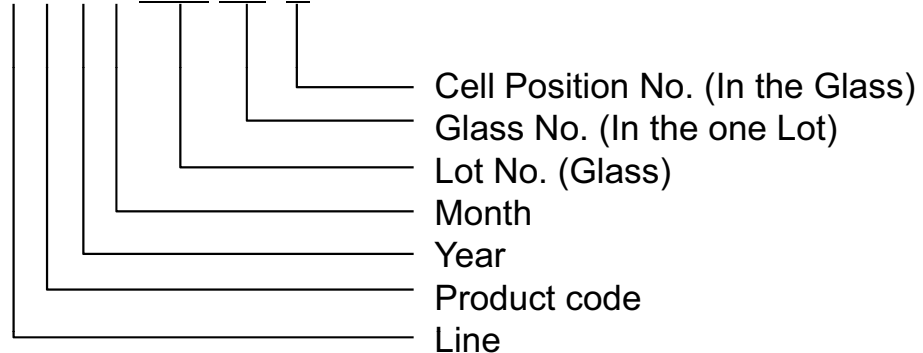 Cell Position No. (In the Glass)
Glass No. (In the one Lot)
Lot No. (Glass)
Month
Year
Product code
Line